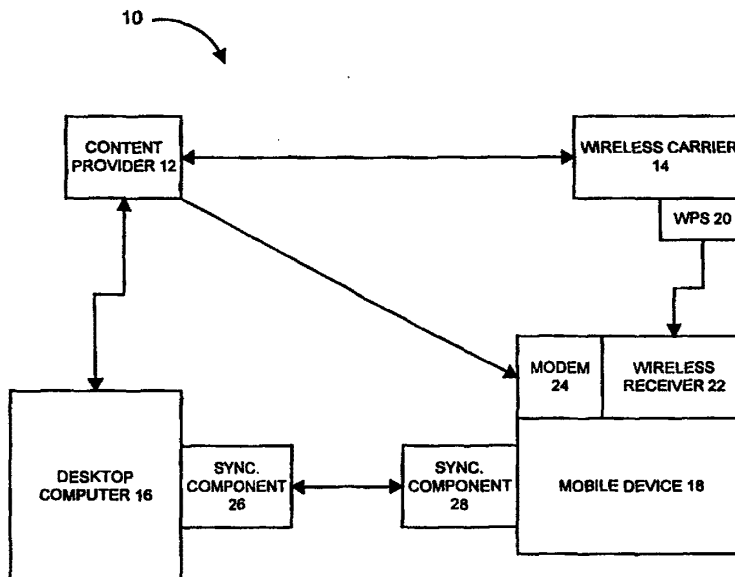 10
CONTENT
PROVIDER 12
WIRELESS CARRIER
14
WPS 20
MODEM
24
WIRELESS
RECEIVER 22
DESKTOP
COMPUTER 16
SYNC.
COMPONENT
26
SYNC.
COMPONENT
28
MOBILE DEVICE 18